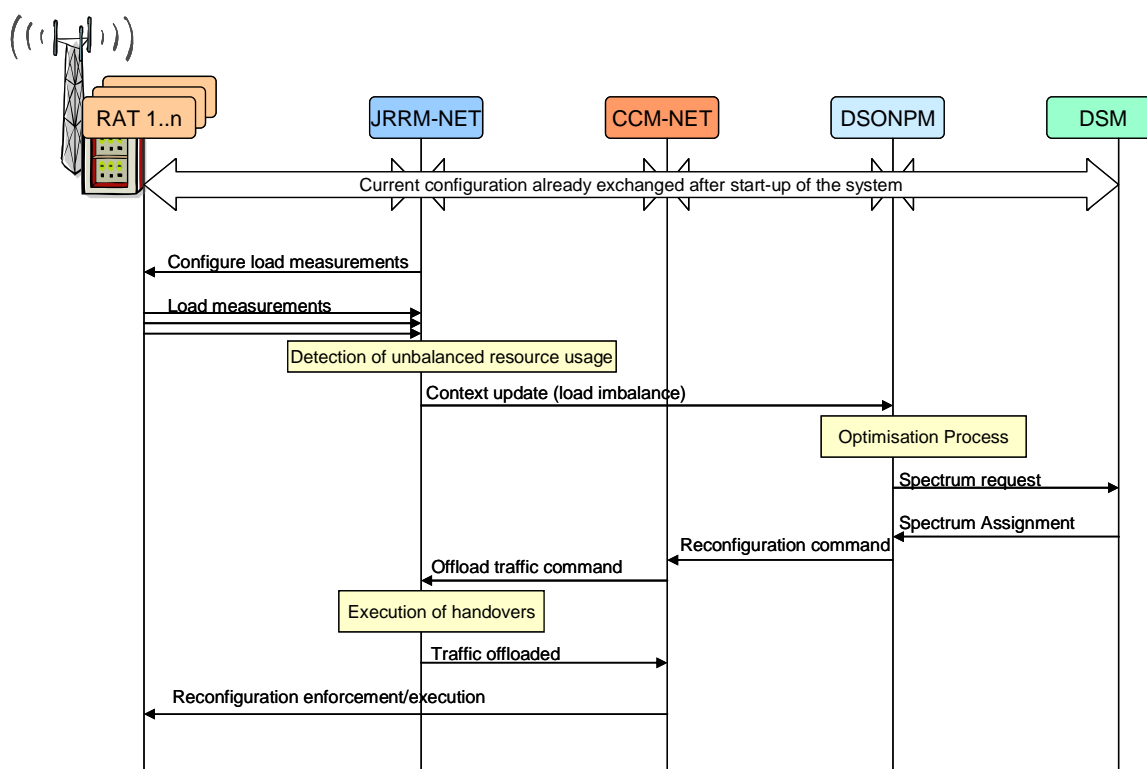 RAT 1..n
JRRM-NET
CCM-NET
DSONPM
DSM
Current configuration already exchanged after start-up of the system
Configure load measurements
Load measurements
Detection of unbalanced resource usage
Context update (load imbalance)
Optimisation Process
Spectrum request
Spectrum Assignment
Reconfiguration command
Offload traffic command
Execution of handovers
Traffic offloaded
Reconfiguration enforcement/execution